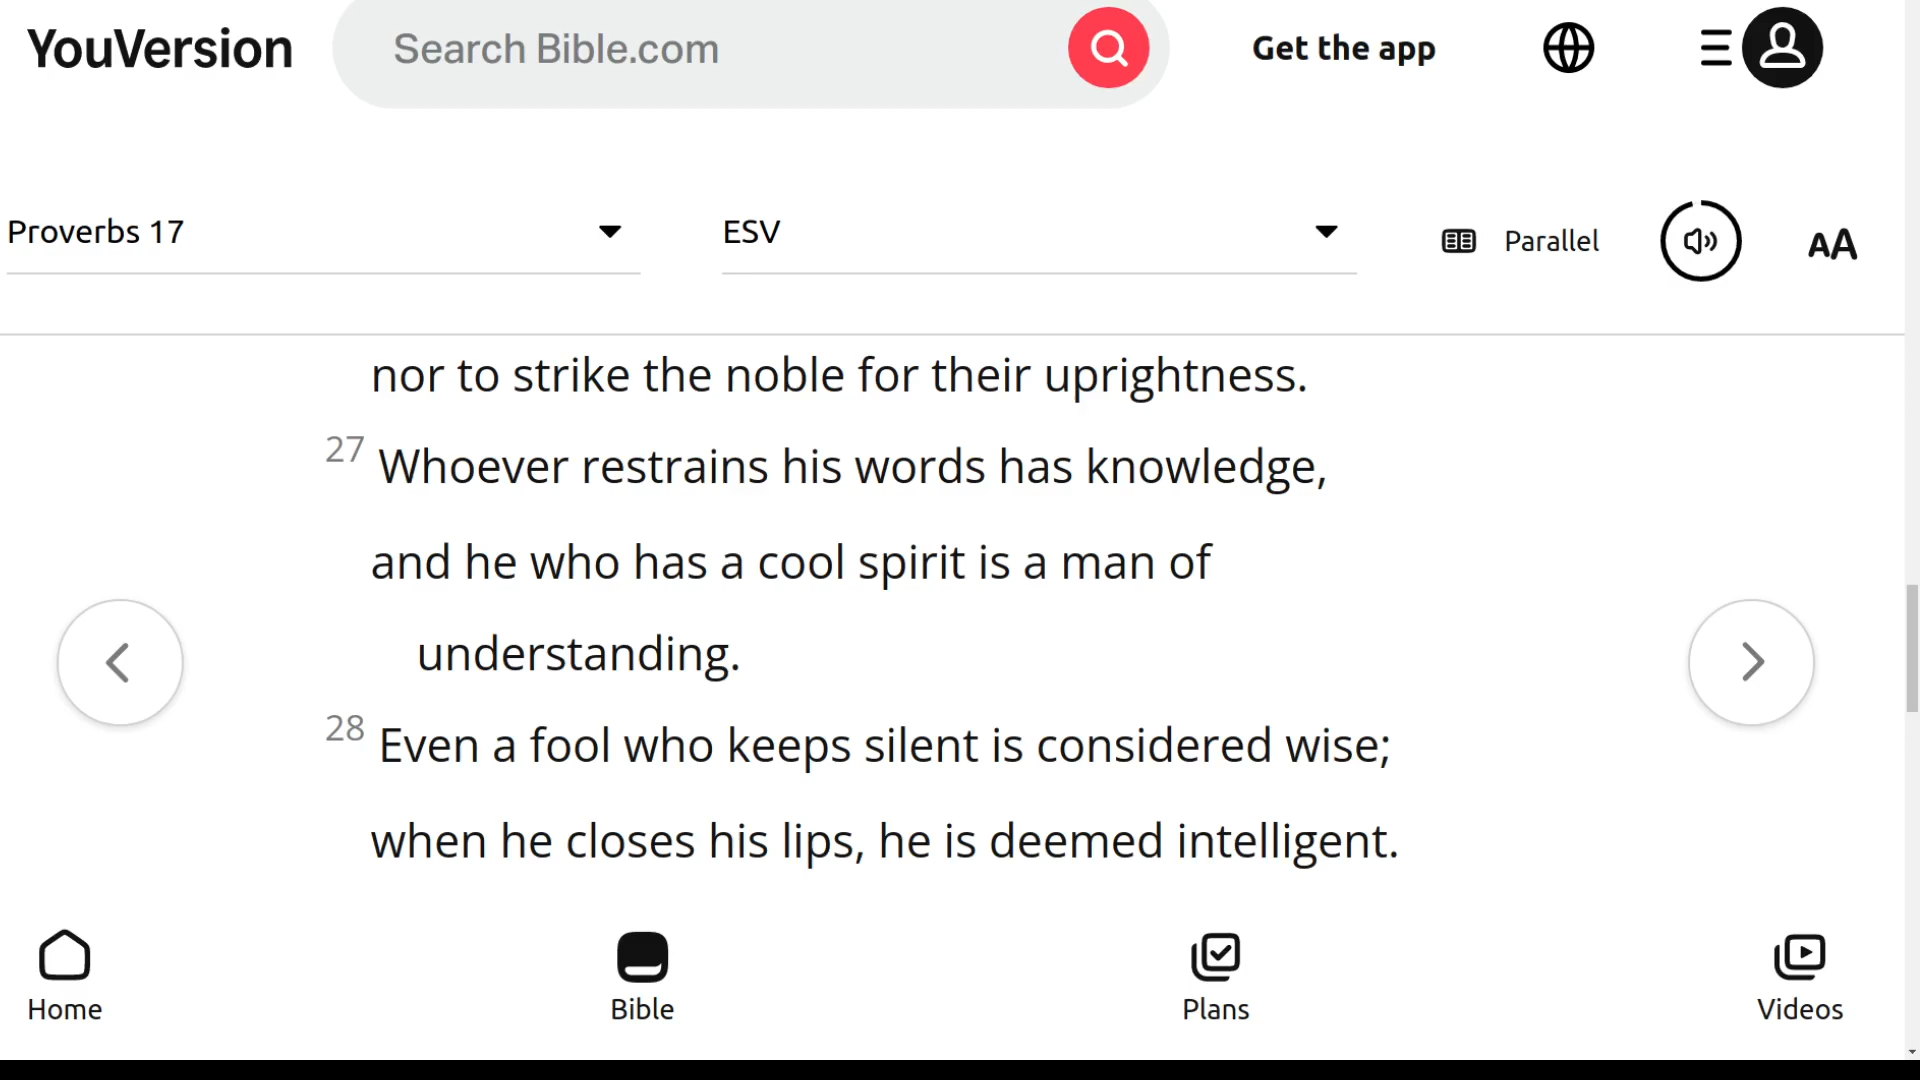 YouVersion Search Bible.com Get the app
Proverbs 17 ESV Parallel AA
nor to strike the noble for their uprightness.
27 Whoever restrains his words has knowledge,
and he who has a cool spirit is a man of
understanding.
28 Even a fool who keeps silent is considered wise;
when he closes his lips, he is deemed intelligent.
Home Bible Plans Videos